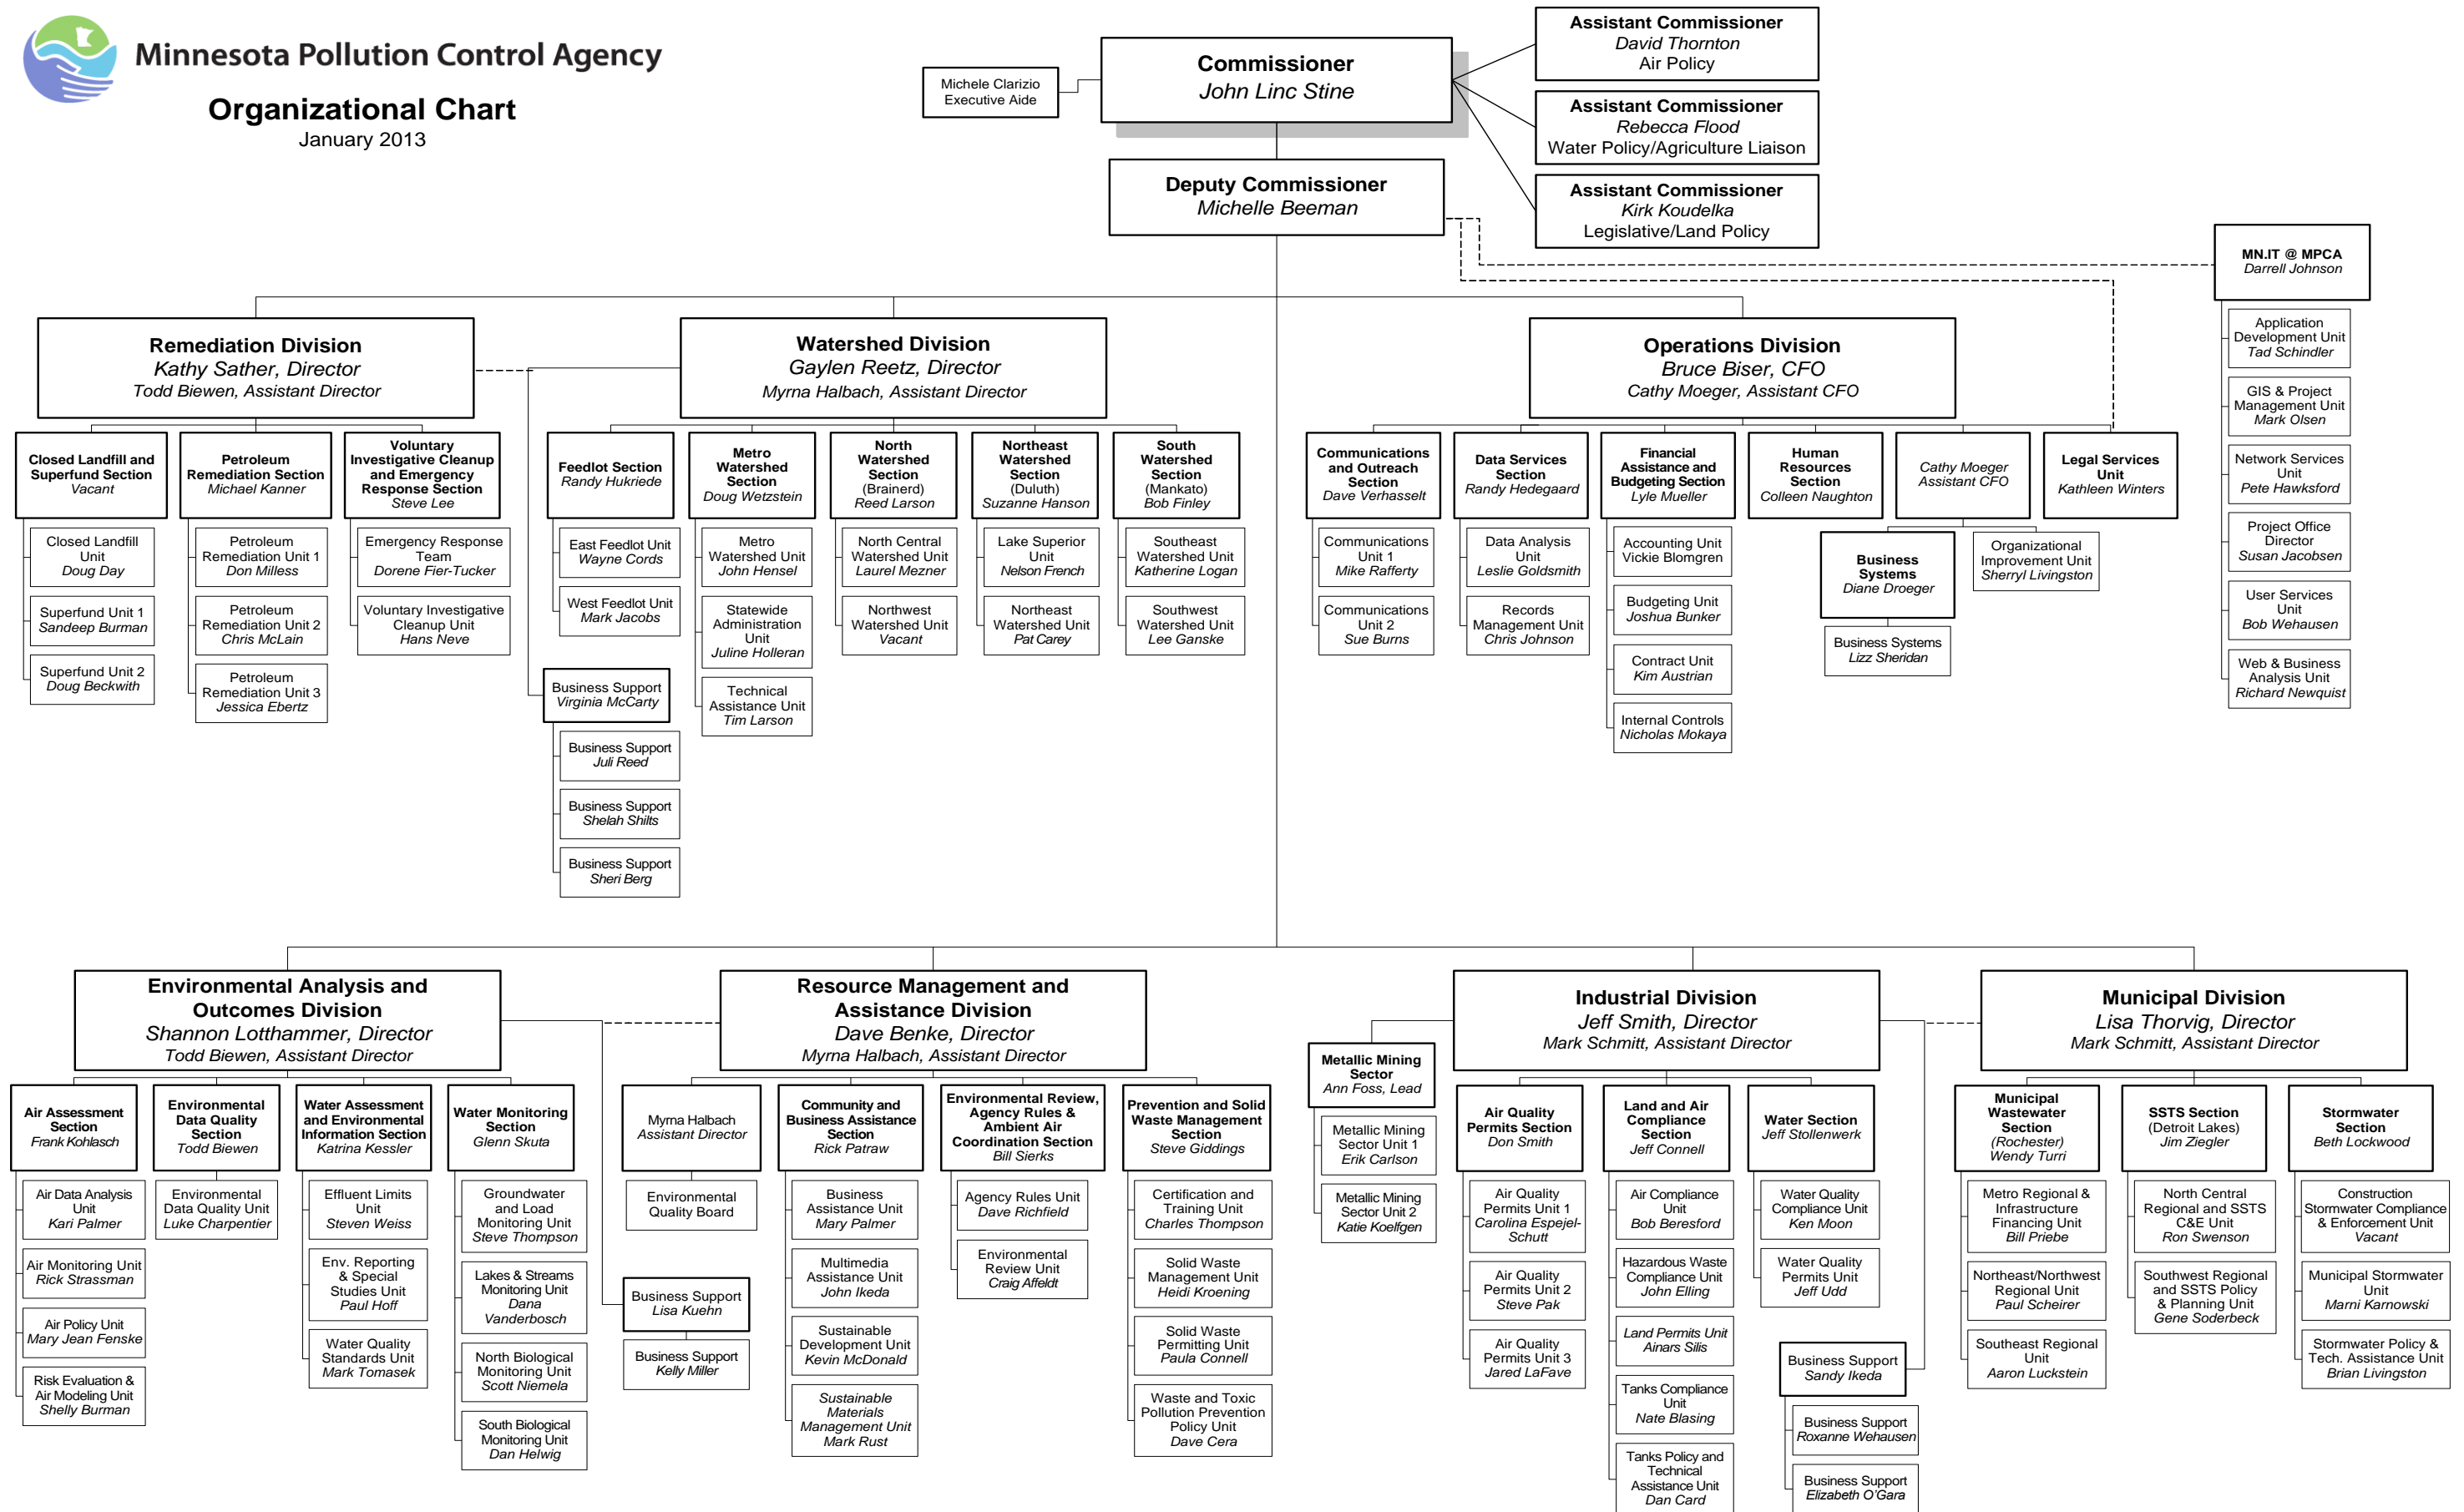 Minnesota Pollution Control Agency
Organizational Chart
January 2013
Michele Clarizio
Executive Aide
Commissioner
John Linc Stine
Assistant Commissioner
David Thornton
Air Policy
Assistant Commissioner
Rebecca Flood
Water Policy/Agriculture Liaison
Assistant Commissioner
Kirk Koudelka
Legislative/Land Policy
Deputy Commissioner
Michelle Beeman
MN.IT @ MPCA
Darrell Johnson
Application
Development Unit
Tad Schindler
GIS & Project
Management Unit
Mark Olsen
Network Services
Unit
Pete Hawksford
Project Office
Director
Susan Jacobsen
User Services
Unit
Bob Wehausen
Web & Business
Analysis Unit
Richard Newquist
Remediation Division
Kathy Sather, Director
Todd Biewen, Assistant Director
Closed Landfill and
Superfund Section
Vacant
Closed Landfill
Unit
Doug Day
Superfund Unit 1
Sandeep Burman
Superfund Unit 2
Doug Beckwith
Petroleum
Remediation Section
Michael Kanner
Petroleum
Remediation Unit 1
Don Milless
Petroleum
Remediation Unit 2
Chris McLain
Petroleum
Remediation Unit 3
Jessica Ebertz
Voluntary
Investigative Cleanup
and Emergency
Response Section
Steve Lee
Emergency Response
Team
Dorene Fier-Tucker
Voluntary Investigative
Cleanup Unit
Hans Neve
Watershed Division
Gaylen Reetz, Director
Myrna Halbach, Assistant Director
Feedlot Section
Randy Hukriede
East Feedlot Unit
Wayne Cords
West Feedlot Unit
Mark Jacobs
Business Support
Virginia McCarty
Business Support
Juli Reed
Business Support
Shelah Shilts
Business Support
Sheri Berg
Metro
Watershed
Section
Doug Wetzstein
Metro
Watershed Unit
John Hensel
Statewide
Administration
Unit
Juline Holleran
Technical
Assistance Unit
Tim Larson
North
Watershed
Section
(Brainerd)
Reed Larson
North Central
Watershed Unit
Laurel Mezner
Northwest
Watershed Unit
Vacant
Northeast
Watershed
Section
(Duluth)
Suzanne Hanson
Lake Superior
Unit
Nelson French
Northeast
Watershed Unit
Pat Carey
South
Watershed
Section
(Mankato)
Bob Finley
Southeast
Watershed Unit
Katherine Logan
Southwest
Watershed Unit
Lee Ganske
Operations Division
Bruce Biser, CFO
Cathy Moeger, Assistant CFO
Communications
and Outreach
Section
Dave Verhasselt
Communications
Unit 1
Mike Rafferty
Communications
Unit 2
Sue Burns
Data Services
Section
Randy Hedegaard
Data Analysis
Unit
Leslie Goldsmith
Records
Management Unit
Chris Johnson
Financial
Assistance and
Budgeting Section
Lyle Mueller
Accounting Unit
Vickie Blomgren
Budgeting Unit
Joshua Bunker
Contract Unit
Kim Austrian
Internal Controls
Nicholas Mokaya
Human
Resources
Section
Colleen Naughton
Cathy Moeger
Assistant CFO
Business
Systems
Diane Droeger
Business Systems
Lizz Sheridan
Organizational
Improvement Unit
Sherryl Livingston
Legal Services
Unit
Kathleen Winters
Environmental Analysis and
Outcomes Division
Shannon Lotthammer, Director
Todd Biewen, Assistant Director
Air Assessment
Section
Frank Kohlasch
Air Data Analysis
Unit
Kari Palmer
Air Monitoring Unit
Rick Strassman
Air Policy Unit
Mary Jean Fenske
Risk Evaluation &
Air Modeling Unit
Shelly Burman
Environmental
Data Quality
Section
Todd Biewen
Environmental
Data Quality Unit
Luke Charpentier
Water Assessment
and Environmental
Information Section
Katrina Kessler
Effluent Limits
Unit
Steven Weiss
Env. Reporting
& Special
Studies Unit
Paul Hoff
Water Quality
Standards Unit
Mark Tomasek
Water Monitoring
Section
Glenn Skuta
Groundwater
and Load
Monitoring Unit
Steve Thompson
Lakes & Streams
Monitoring Unit
Dana
Vanderbosch
North Biological
Monitoring Unit
Scott Niemela
South Biological
Monitoring Unit
Dan Helwig
Resource Management and
Assistance Division
Dave Benke, Director
Myrna Halbach, Assistant Director
Myrna Halbach
Assistant Director
Environmental
Quality Board
Business Support
Lisa Kuehn
Business Support
Kelly Miller
Community and
Business Assistance
Section
Rick Patraw
Business
Assistance Unit
Mary Palmer
Multimedia
Assistance Unit
John Ikeda
Sustainable
Development Unit
Kevin McDonald
Sustainable
Materials
Management Unit
Mark Rust
Environmental Review,
Agency Rules &
Ambient Air
Coordination Section
Bill Sierks
Agency Rules Unit
Dave Richfield
Environmental
Review Unit
Craig Affeldt
Prevention and Solid
Waste Management
Section
Steve Giddings
Certification and
Training Unit
Charles Thompson
Solid Waste
Management Unit
Heidi Kroening
Solid Waste
Permitting Unit
Paula Connell
Waste and Toxic
Pollution Prevention
Policy Unit
Dave Cera
Industrial Division
Jeff Smith, Director
Mark Schmitt, Assistant Director
Metallic Mining
Sector
Ann Foss, Lead
Metallic Mining
Sector Unit 1
Erik Carlson
Metallic Mining
Sector Unit 2
Katie Koelfgen
Air Quality
Permits Section
Don Smith
Air Quality
Permits Unit 1
Carolina Espejel-
Schutt
Air Quality
Permits Unit 2
Steve Pak
Air Quality
Permits Unit 3
Jared LaFave
Land and Air
Compliance
Section
Jeff Connell
Air Compliance
Unit
Bob Beresford
Hazardous Waste
Compliance Unit
John Elling
Land Permits Unit
Ainars Silis
Tanks Compliance
Unit
Nate Blasing
Tanks Policy and
Technical
Assistance Unit
Dan Card
Water Section
Jeff Stollenwerk
Water Quality
Compliance Unit
Ken Moon
Water Quality
Permits Unit
Jeff Udd
Business Support
Sandy Ikeda
Business Support
Roxanne Wehausen
Business Support
Elizabeth O'Gara
Municipal Division
Lisa Thorvig, Director
Mark Schmitt, Assistant Director
Municipal
Wastewater
Section
(Rochester)
Wendy Turri
Metro Regional &
Infrastructure
Financing Unit
Bill Priebe
Northeast/Northwest
Regional Unit
Paul Scheirer
Southeast Regional
Unit
Aaron Luckstein
SSTS Section
(Detroit Lakes)
Jim Ziegler
North Central
Regional and SSTS
C&E Unit
Ron Swenson
Southwest Regional
and SSTS Policy
& Planning Unit
Gene Soderbeck
Stormwater
Section
Beth Lockwood
Construction
Stormwater Compliance
& Enforcement Unit
Vacant
Municipal Stormwater
Unit
Marni Karnowski
Stormwater Policy &
Tech. Assistance Unit
Brian Livingston